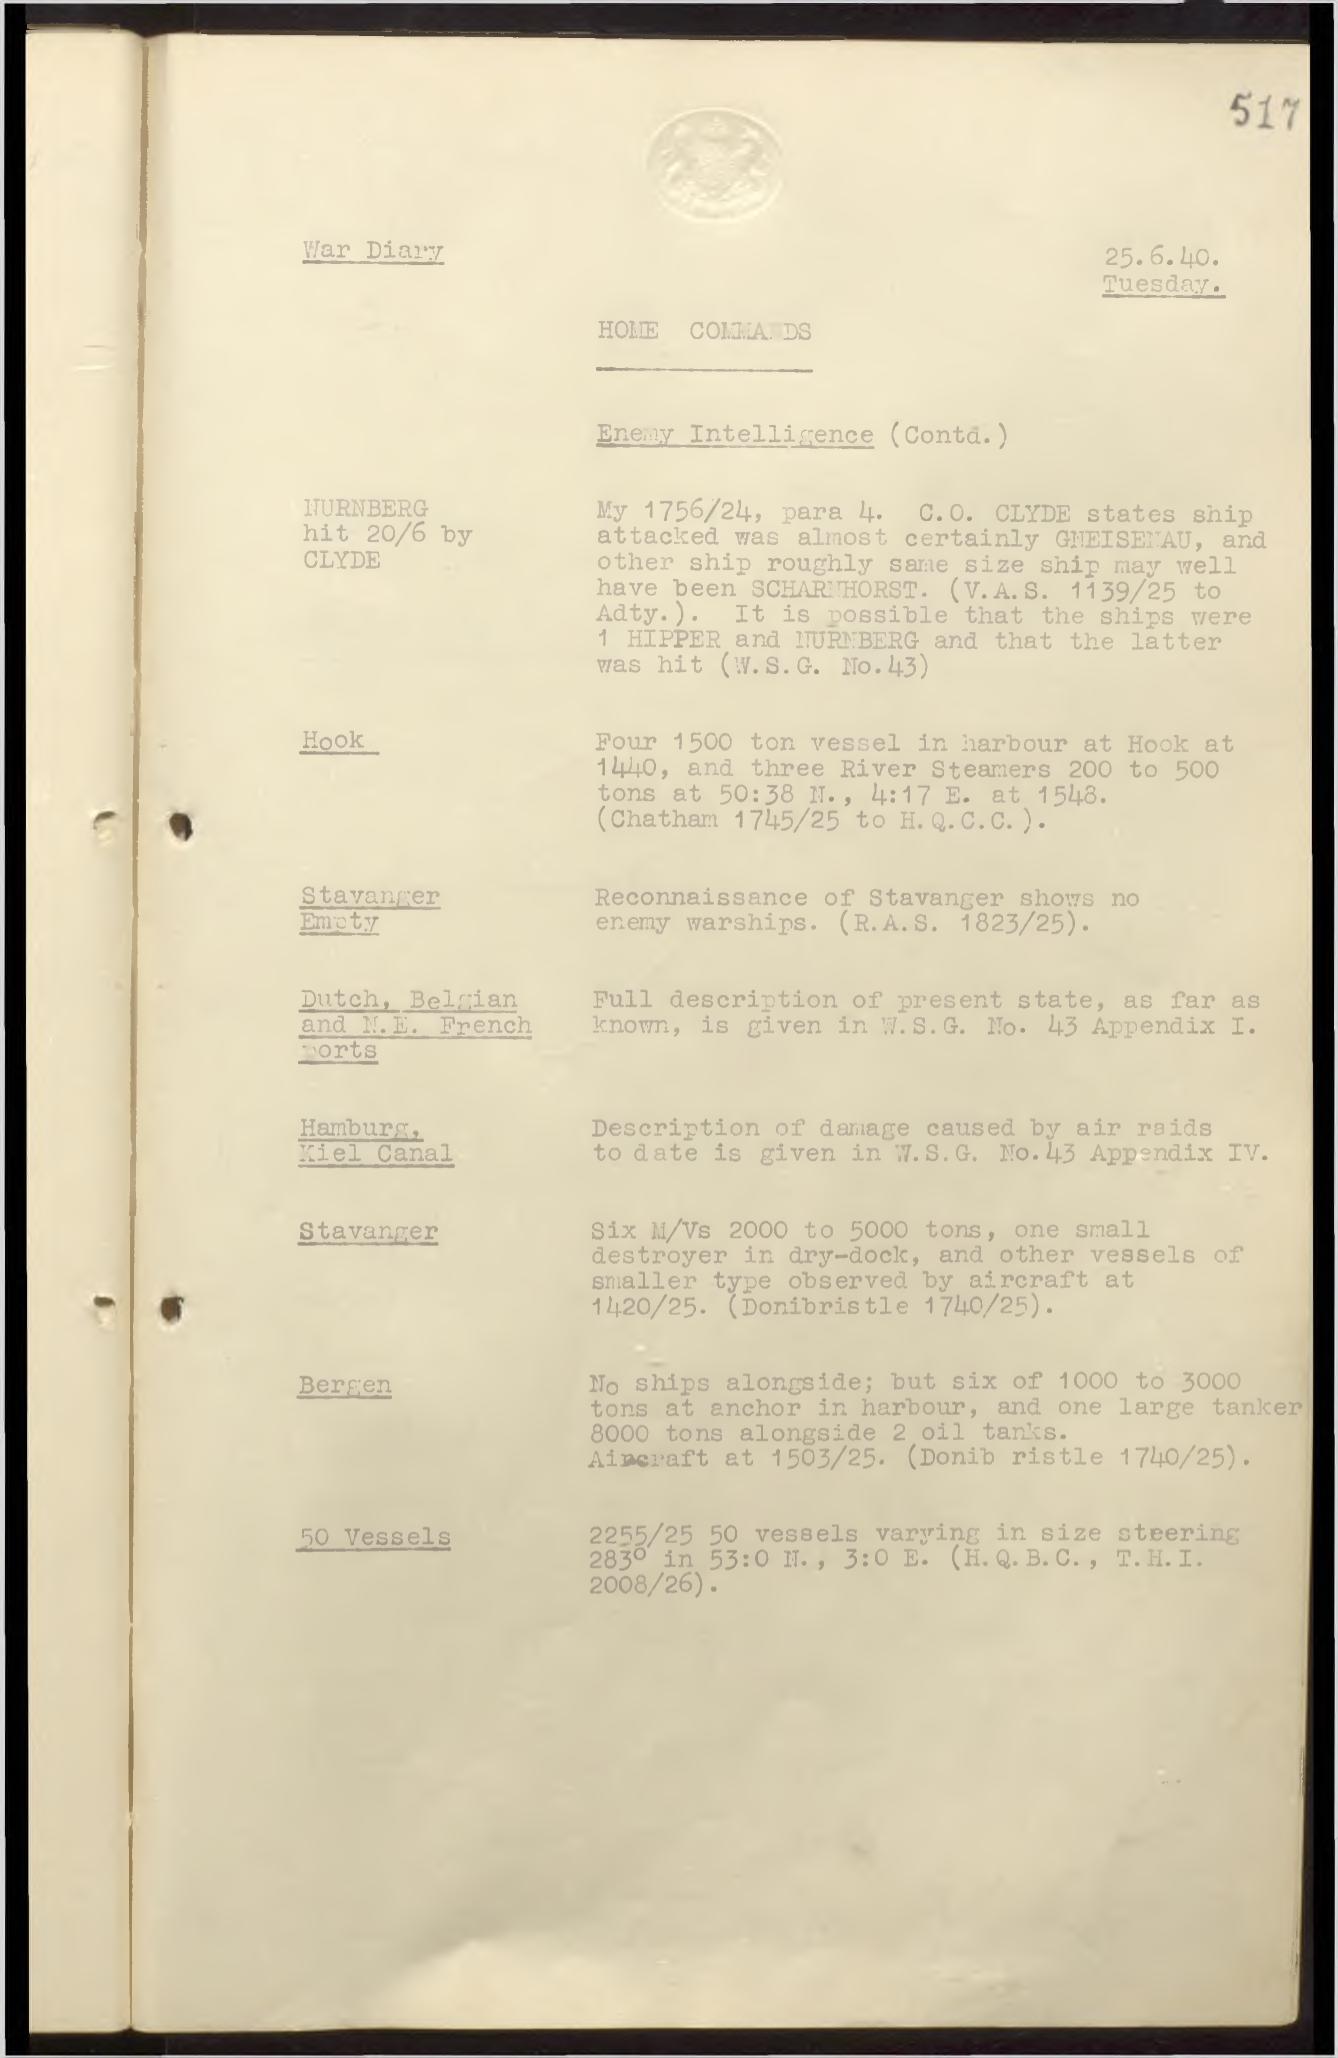 517
War Diary
25.6.40.
Tuesday.
HOME COMMANDS
Enemy Intelligence (Contd.)
NURNBERG
hit 20/6 by
CLYDE
My 1756/24, para 4. C.O. CLYDE states ship
attacked was almost certainly GNEISENAU, and
other ship roughly same size ship may well
have been SCHARNHORST. (V.A.S. 1139/25 to
Adty.). It is possible that the ships were
1 HIPPER and NURNBERG and that the latter
was hit (W.S.G. No.43)
Hook
Four 1500 ton vessel in harbour at Hook at
1440, and three River Steamers 200 to 500
tons at 50:38 N., 4:17 E. at 1548.
(Chatham 1745/25 to H.Q.C.C.).
Stavanger
Empty
Reconnaissance of Stavanger shows no
enemy warships. (R.A.S. 1823/25).
Dutch, Belgian
and N.E. French
ports
Full description of present state, as far as
known, is given in W.S.G. No. 43 Appendix I.
Hamburg,
Kiel Canal
Description of damage caused by air raids
to date is given in W.S.G. No.43 Appendix IV.
Stavanger
Six M/Vs 2000 to 5000 tons, one small
destroyer in dry-dock, and other vessels of
smaller type observed by aircraft at
1420/25. (Donibristle 1740/25).
Bergen
No ships alongside; but six of 1000 to 3000
tons at anchor in harbour, and one large tanker
8000 tons alongside 2 oil tanks.
Aircraft at 1503/25. (Donib ristle 1740/25).
50 Vessels
2255/25 50 vessels varying in size steering
283° in 53:0 N., 3:0 E. (H.Q.B.C., T.H.I.
2008/26).